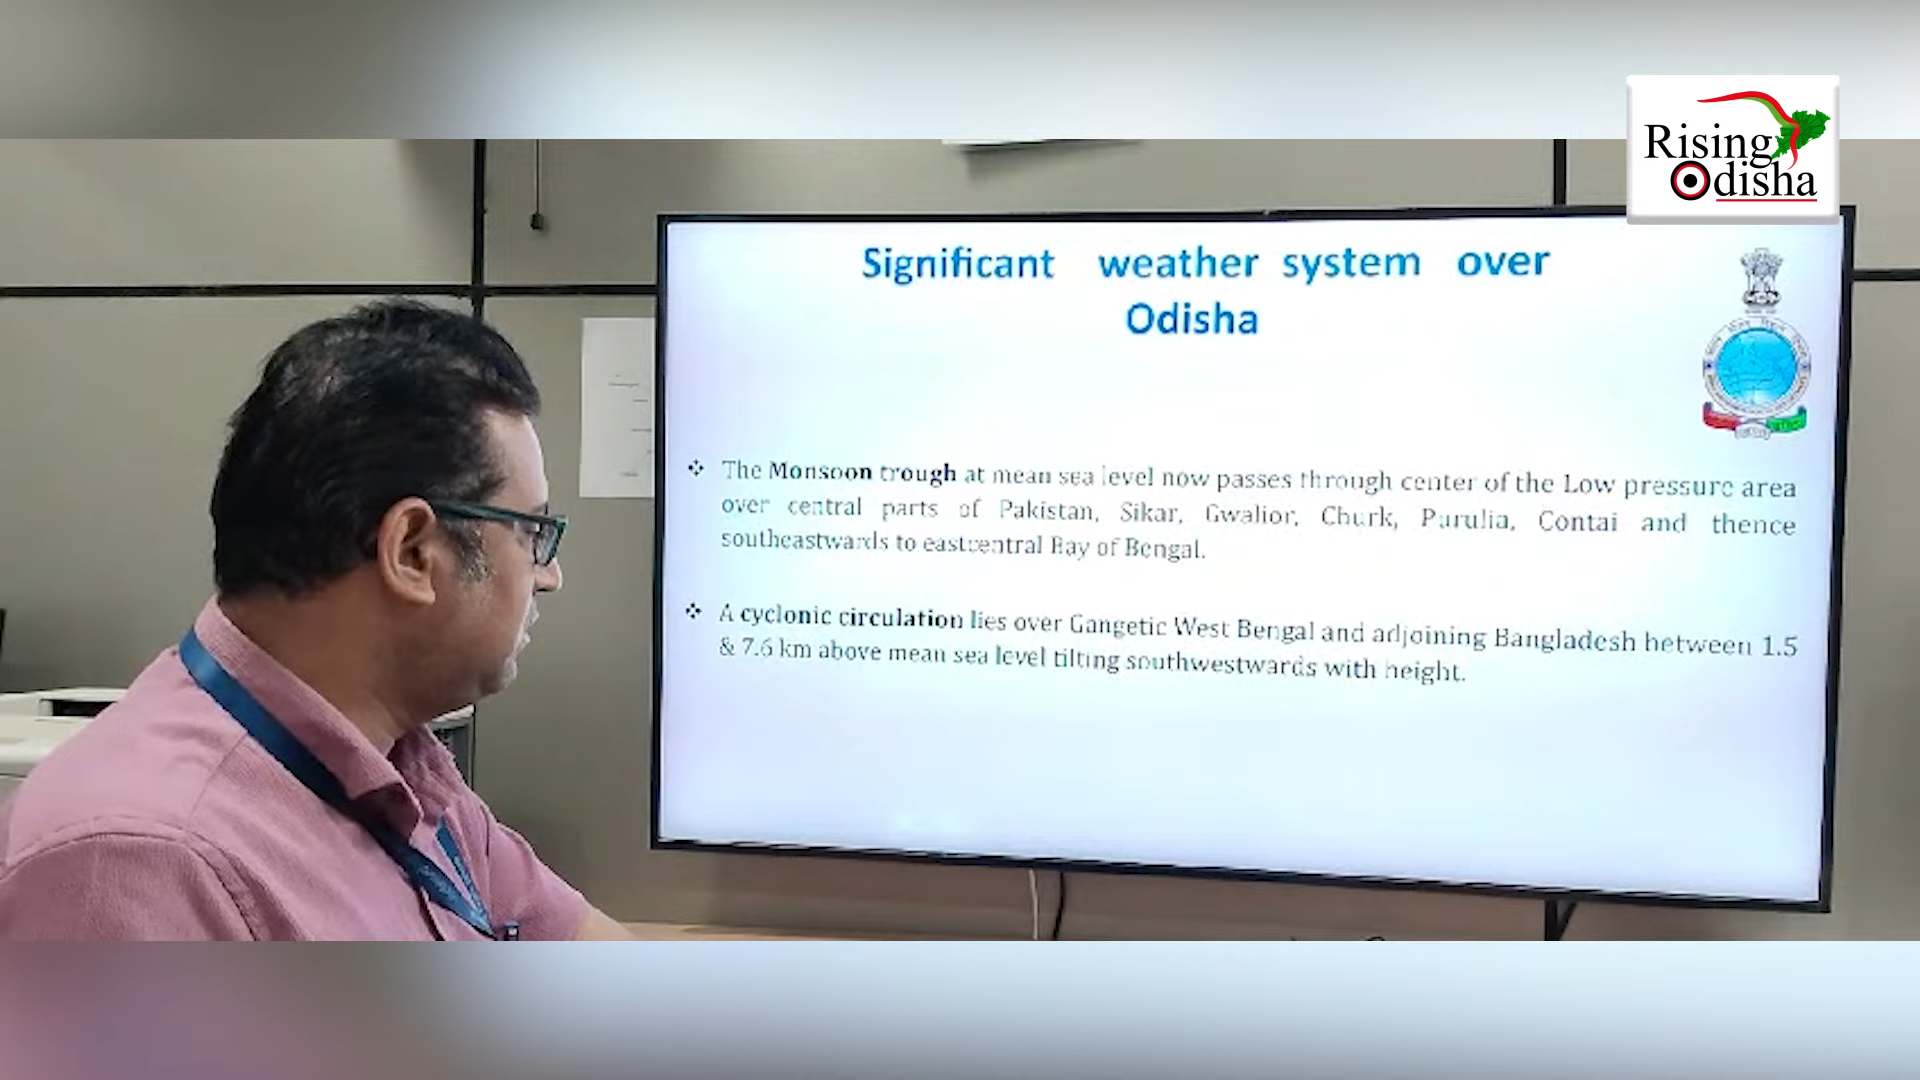 Rising
Odisha
Significant weather system over
Odisha
❖ The Monsoon trough at mean sea level now passes through center of the Low pressure area
over central parts of Pakistan, Sikar, Gwalior, Churk, Purulia, Contai and thence
southeastwards to eastcentral Bay of Bengal.
❖ A cyclonic circulation lies over Gangetic West Bengal and adjoining Bangladesh between 1.5
& 7.6 km above mean sea level tilting southwestwards with height.